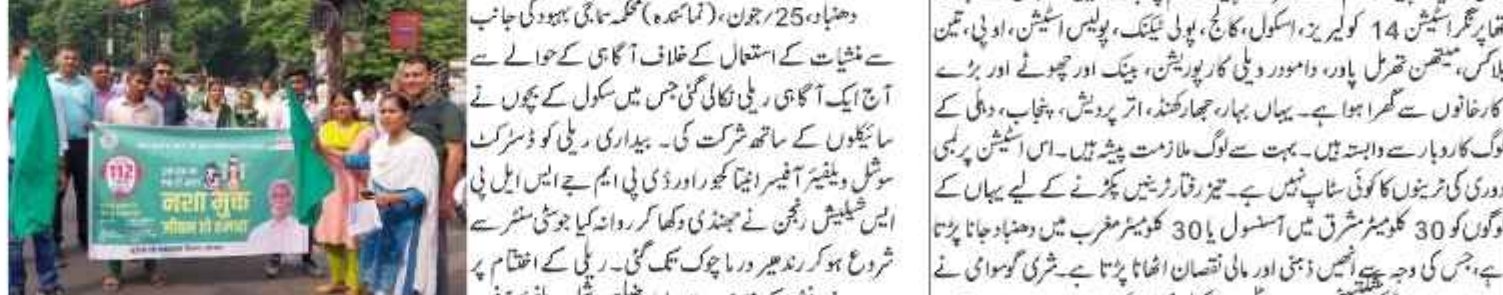 دھنباد،25؍جون،(نمائندہ)محکمہ سماجی بہبود کی جانب
سے منشیات کے استعمال کے خلاف آگاہی کے حوالے سے
آج ایک آگاہی ریلی نکالی گئی جس میں سکول کے بچوں نے
سائیکلوں کے ساتھ شرکت کی۔ بیداری ریلی کو ڈسٹرکٹ
سوشل ویلفیئر آفیسر انیتا کجور اور ڈی پی ایم جے ایس ایل پی
ایس شیلیش رنجن نے جھنڈی دکھا کر روانہ کیا جو سٹی سنٹر سے
شروع ہو کر رندھیر ورما چوک تک گئی۔ ریلی کے اختتام پر
تھاپر نگر اسٹیشن 14 کولیریز، اسکول، کالج، پولی ٹیکنک، پولیس اسٹیشن، او پی، تین
بلاکس، میتھن تھرمل پاور، دامودر ویلی کارپوریشن، بینک اور چھوٹے اور بڑے
کارخانوں سے گھرا ہوا ہے۔ یہاں بہار، جھارکھنڈ، اتر پردیش، پنجاب، دہلی کے
لوگ کاروبار سے وابستہ ہیں۔ بہت سے لوگ ملازمت پیشہ ہیں۔ اس اسٹیشن پر لمبی
دوری کی ٹرینوں کا کوئی سٹاپ نہیں ہے۔ تیز رفتار ٹرینیں پکڑنے کے لیے یہاں کے
لوگوں کو 30 کلومیٹر مشرق میں آسنسول یا 30 کلومیٹر مغرب میں دھنباد جانا پڑتا
ہے، جس کی وجہ سے انھیں ذہنی اور مالی نقصان اٹھانا پڑتا ہے۔ شری گوسوامی نے
112
नशा मुक्त